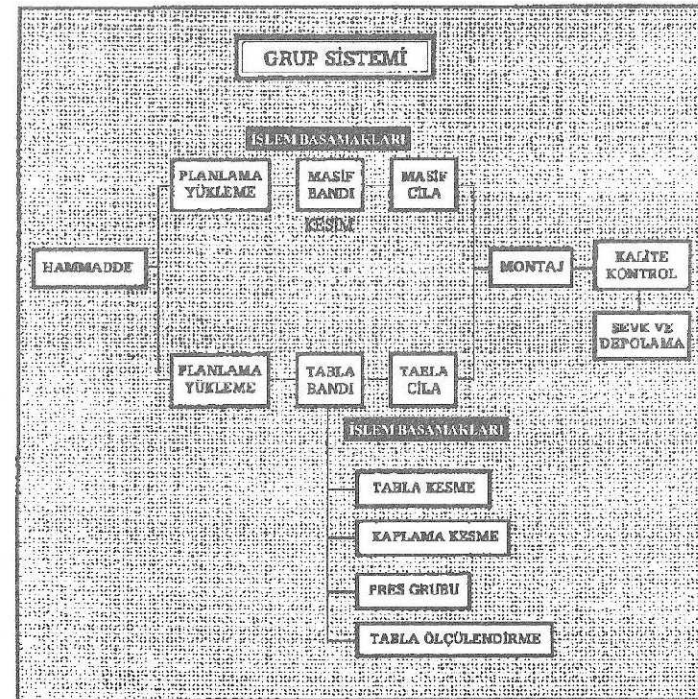 GRUP SİSTEMİ
İŞLEM BASAMAKLARI
PLANLAMA
YÜKLEME
MASİF
BANDI
MASİF
CİLA
KESİM
HAMMADDE
MONTAJ
KALİTE
KONTROL
SEVK VE
DEPOLAMA
PLANLAMA
YÜKLEME
TABLA
BANDI
TABLA
CİLA
İŞLEM BASAMAKLARI
TABLA KESME
KAPLAMA KESME
PRES GRUBU
TABLA ÖLÇÜLENDİRME